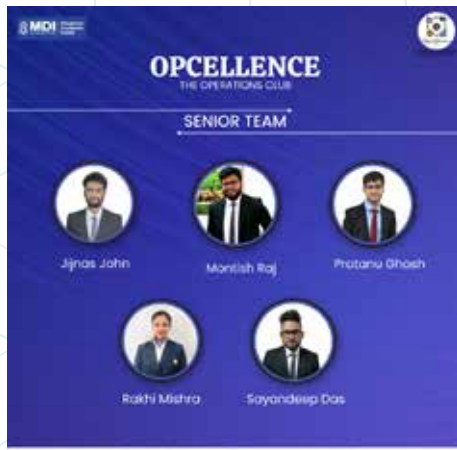 MDI
OPCELLENCE
THE OPERATIONS CLUB
SENIOR TEAM
Jijnas John
Montish Raj
Pratanu Ghosh
Rakhi Mishra
Sayandeep Das